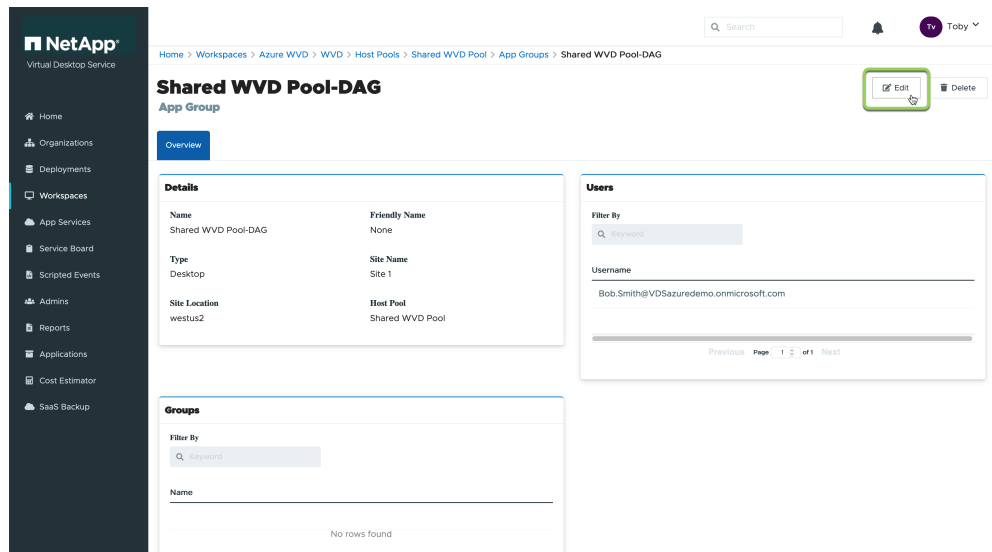 NetApp®
Virtual Desktop Service
Home
Organizations
Deployments
Workspaces
App Services
Service Board
Scripted Events
Admins
Reports
Applications
Cost Estimator
SaaS Backup
Search
Tv Toby
Home > Workspaces > Azure WVD > WVD > Host Pools > Shared WVD Pool > App Groups > Shared WVD Pool-DAG
Shared WVD Pool-DAG
App Group
Edit
Delete
Overview
Details
Name
Shared WVD Pool-DAG
Friendly Name
None
Type
Desktop
Site Name
Site 1
Site Location
westus2
Host Pool
Shared WVD Pool
Users
Filter By
Keyword
Username
Bob.Smith@VDSazuredemo.onmicrosoft.com
Previous Page 1 of 1 Next
Groups
Filter By
Keyword
Name
No rows found